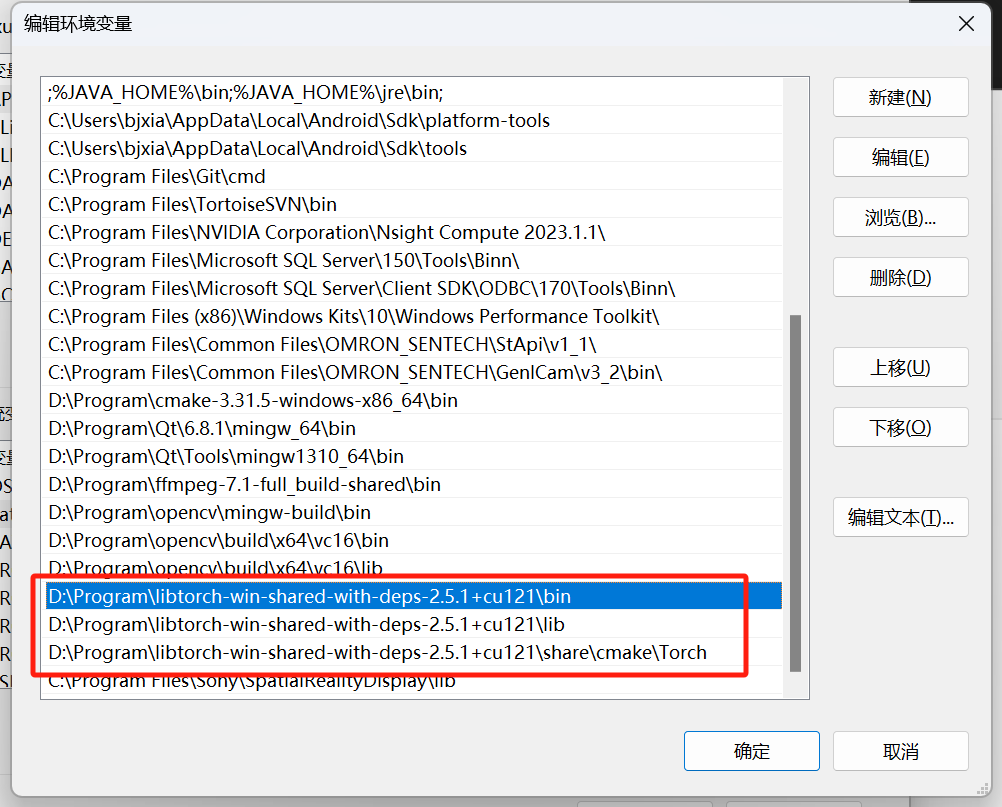 编辑环境变量
;%JAVA_HOME%\bin;%JAVA_HOME%\jre\bin;
C:\Users\bjxia\AppData\Local\Android\Sdk\platform-tools
C:\Users\bjxia\AppData\Local\Android\Sdk\tools
C:\Program Files\Git\cmd
C:\Program Files\TortoiseSVN\bin
C:\Program Files\NVIDIA Corporation\Nsight Compute 2023.1.1\
C:\Program Files\Microsoft SQL Server\150\Tools\Binn\
C:\Program Files\Microsoft SQL Server\Client SDK\ODBC\170\Tools\Binn\
C:\Program Files (x86)\Windows Kits\10\Windows Performance Toolkit\
C:\Program Files\Common Files\OMRON_SENTECH\StApi\v1_1\
C:\Program Files\Common Files\OMRON_SENTECH\GenICam\v3_2\bin\
D:\Program\cmake-3.31.5-windows-x86_64\bin
D:\Program\Qt\6.8.1\mingw_64\bin
D:\Program\Qt\Tools\mingw1310_64\bin
D:\Program\ffmpeg-7.1-full_build-shared\bin
D:\Program\opencv\mingw-build\bin
D:\Program\opencv\build\x64\vc16\bin
D:\Program\opencv\build\x64\vc16\lib
D:\Program\libtorch-win-shared-with-deps-2.5.1+cu121\bin
D:\Program\libtorch-win-shared-with-deps-2.5.1+cu121\lib
D:\Program\libtorch-win-shared-with-deps-2.5.1+cu121\share\cmake\Torch
C:\Program Files\Sony\SpatialRealityDisplay\lib
新建(N)
编辑(E)
浏览(B)...
删除(D)
上移(U)
下移(O)
编辑文本(T)...
确定
取消